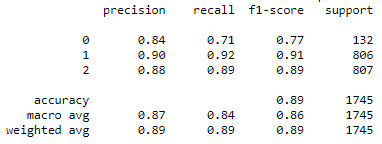 precision recall f1-score support
0 0.84 0.71 0.77 132
1 0.90 0.92 0.91 806
2 0.88 0.89 0.89 807
accuracy 0.89 1745
macro avg 0.87 0.84 0.86 1745
weighted avg 0.89 0.89 0.89 1745